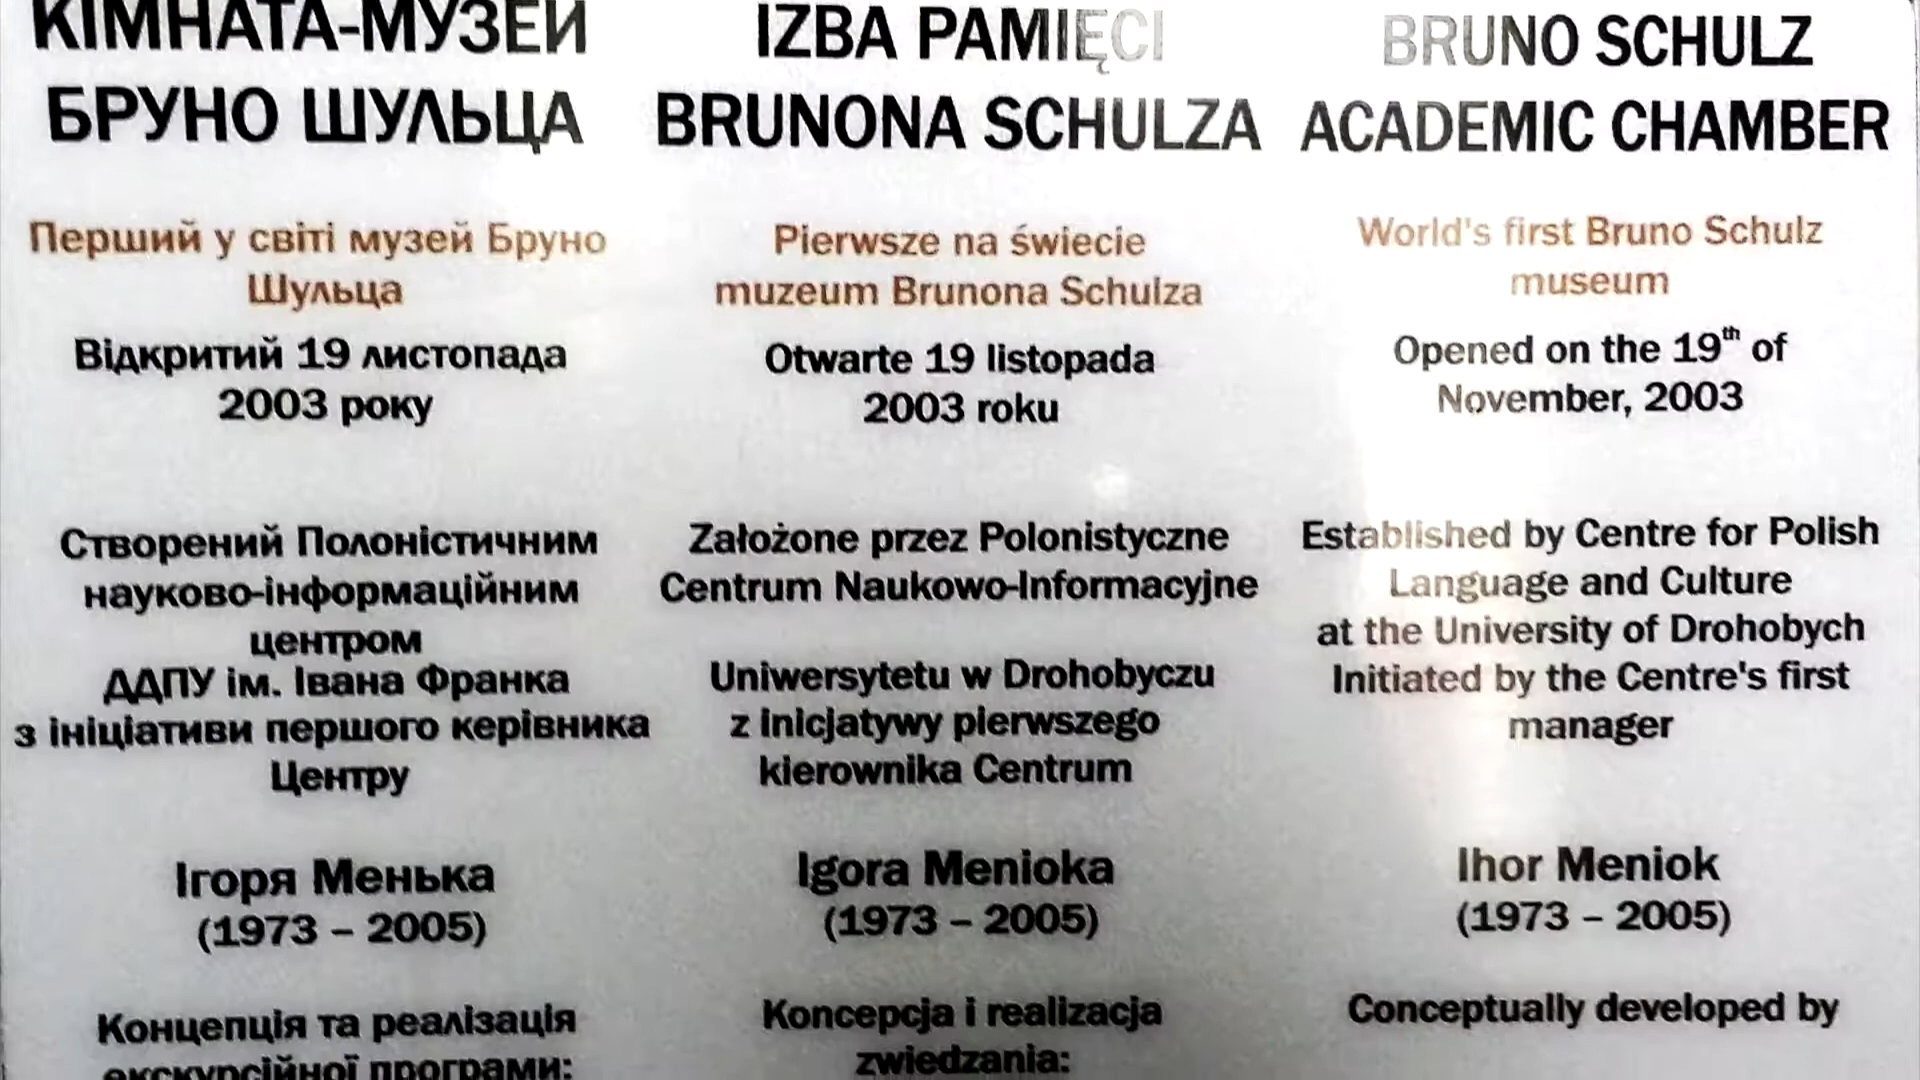 КІМНАТА-МУЗЕЙ
БРУНО ШУЛЬЦА
Перший у світі музей Бруно
Шульца
Відкритий 19 листопада
2003 року
Створений Полоністичним
науково-інформаційним
центром
ДДПУ ім. Івана Франка
з ініціативи першого керівника
Центру
Ігоря Менька
(1973 – 2005)
Концепція та реалізація
екскурсійної програми:
IZBA PAMIĘCI
BRUNONA SCHULZA
Pierwsze na świecie
muzeum Brunona Schulza
Otwarte 19 listopada
2003 roku
Założone przez Polonistyczne
Centrum Naukowo-Informacyjne
Uniwersytetu w Drohobyczu
z inicjatywy pierwszego
kierownika Centrum
Igora Menioka
(1973 – 2005)
Koncepcja i realizacja
zwiedzania:
BRUNO SCHULZ
ACADEMIC CHAMBER
World's first Bruno Schulz
museum
Opened on the 19th of
November, 2003
Established by Centre for Polish
Language and Culture
at the University of Drohobych
Initiated by the Centre's first
manager
Ihor Meniok
(1973 – 2005)
Conceptually developed by